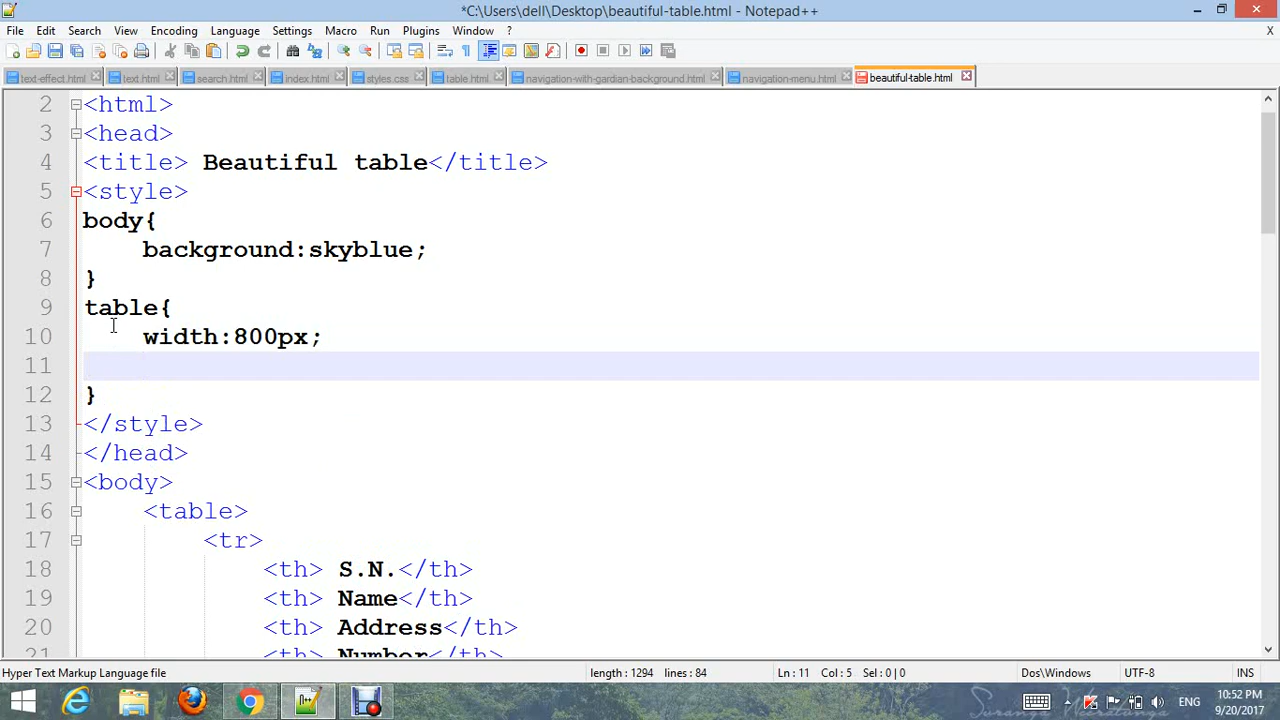 *C:\Users\dell\Desktop\beautiful-table.html - Notepad++
File Edit Search View Encoding Language Settings Macro Run Plugins Window ? X
text-effect.html text.html search.html index.html styles.css table.html navigation-with-gardian-background.html navigation-menu.html beautiful-table.html
2 <html>
3 <head>
4 <title> Beautiful table</title>
5 <style>
6 body{
7 background:skyblue;
8 }
9 table{
10 width:800px;
11
12 }
13 </style>
14 </head>
15 <body>
16 <table>
17 <tr>
18 <th> S.N.</th>
19 <th> Name</th>
20 <th> Address</th>
21 <th> Number</th>
Hyper Text Markup Language file length : 1294 lines : 84 Ln : 11 Col : 5 Sel : 0 | 0 Dos\Windows UTF-8 INS
ENG 10:52 PM
9/20/2017
Suranga Meeratunga